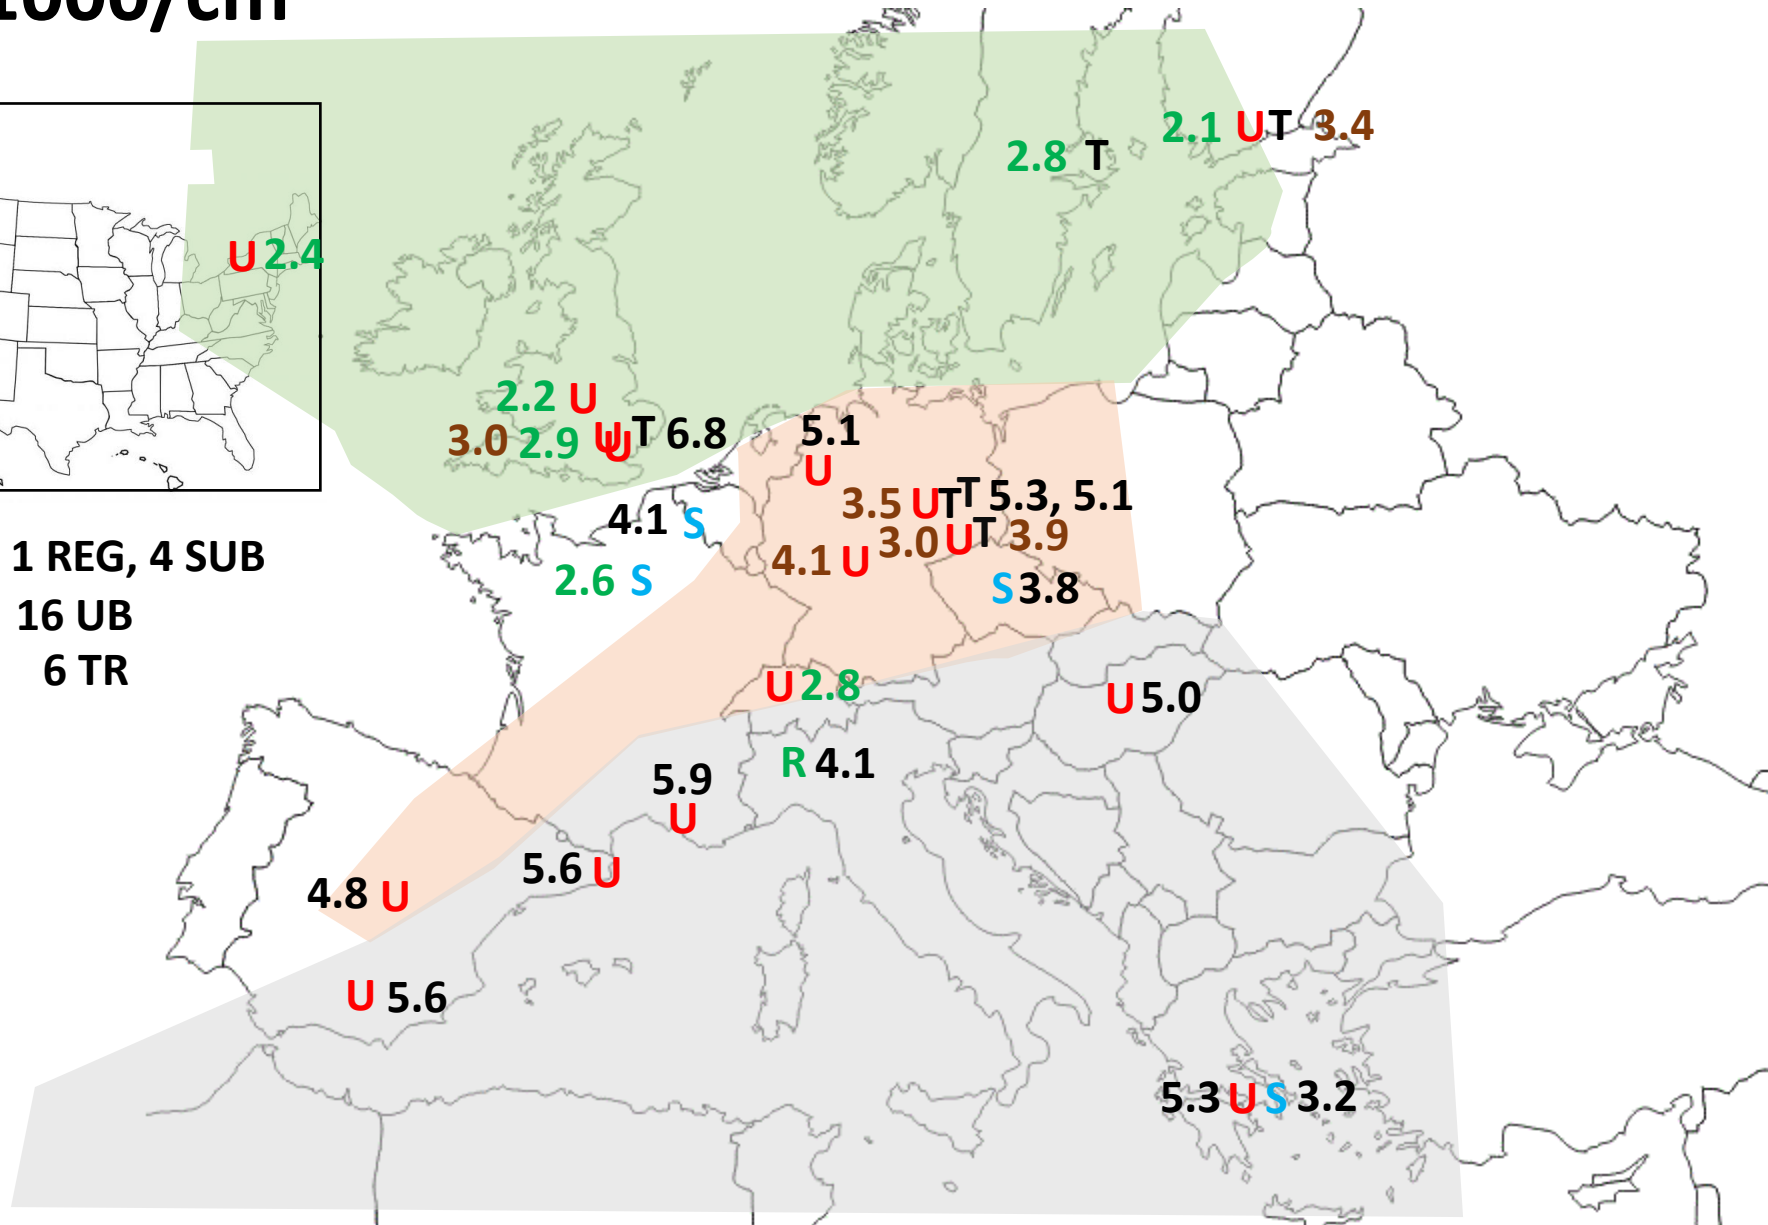 2.1 U T 3.4
2.8 T
U 2.4
2.2 U
3.0 2.9 U U T 6.8
5.1
U
3.5 U T T 5.3, 5.1
4.1 S
3.0 U T 3.9
4.1 U
1 REG, 4 SUB
2.6 S
S 3.8
16 UB
6 TR
U 2.8
U 5.0
R 4.1
5.9
U
5.6 U
4.8 U
U 5.6
5.3 U S 3.2